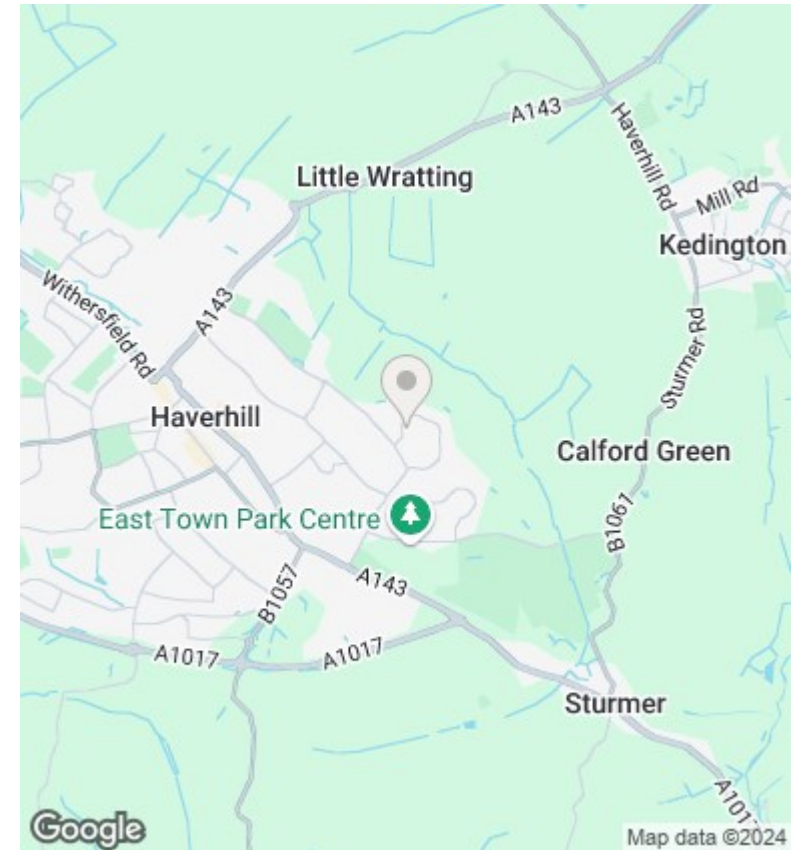 A143
Haverhill Rd
Little Wratting
Mill Rd
Kedington
Withersfield Rd
A143
Sturmer Rd
Haverhill
Calford Green
East Town Park Centre
B1061
B1057
A143
A1017
A1017
Sturmer
A1017
Google
Map data ©2024